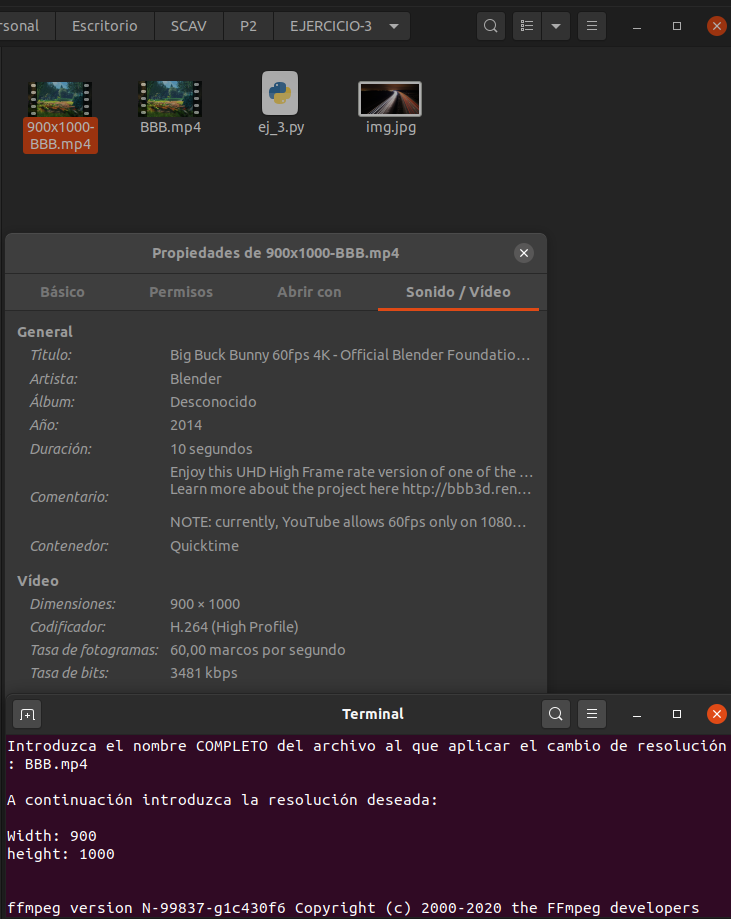 rsonal Escritorio SCAV P2 EJERCICIO-3
900x1000-
BBB.mp4
BBB.mp4
ej_3.py
img.jpg
Propiedades de 900x1000-BBB.mp4
Básico Permisos Abrir con Sonido / Vídeo
General
Título: Big Buck Bunny 60fps 4K - Official Blender Foundatio…
Artista: Blender
Álbum: Desconocido
Año: 2014
Duración: 10 segundos
Comentario: Enjoy this UHD High Frame rate version of one of the …
Learn more about the project here http://bbb3d.ren…
NOTE: currently, YouTube allows 60fps only on 1080…
Contenedor: Quicktime
Vídeo
Dimensiones: 900 × 1000
Codificador: H.264 (High Profile)
Tasa de fotogramas: 60,00 marcos por segundo
Tasa de bits: 3481 kbps
Terminal
Introduzca el nombre COMPLETO del archivo al que aplicar el cambio de resolución
: BBB.mp4
A continuación introduzca la resolución deseada:
Width: 900
height: 1000
ffmpeg version N-99837-g1c430f6 Copyright (c) 2000-2020 the FFmpeg developers